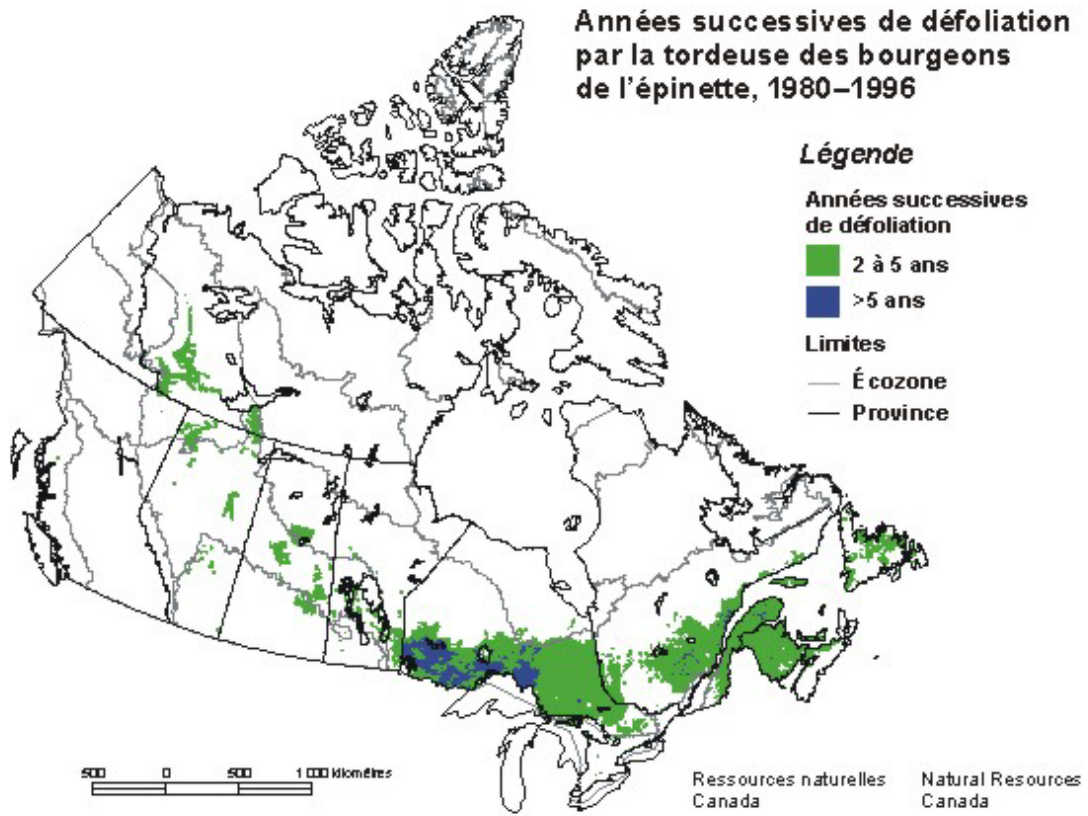 Années successives de défoliation
par la tordeuse des bourgeons
de l'épinette, 1980–1996
Légende
Années successives
de défoliation
2 à 5 ans
>5 ans
Limites
Écozone
Province
500 0 500 1 000 kilomètres
Ressources naturelles
Canada
Natural Resources
Canada